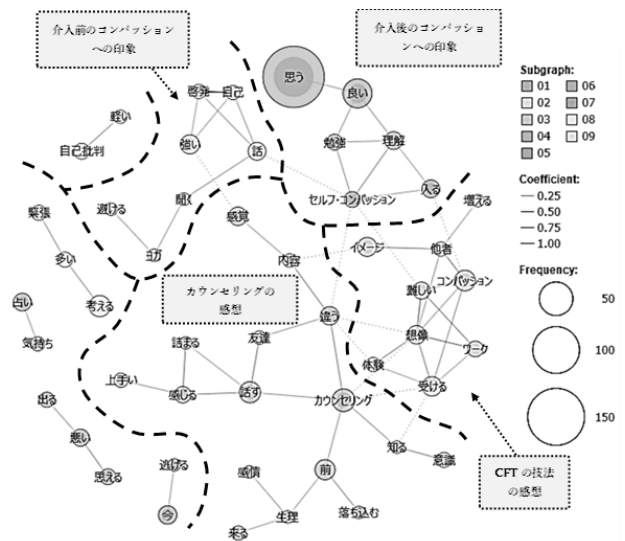 介入前のコンパッション
への印象
介入後のコンパッショ
ンへの印象
思う
良い
啓発
自己
軽い
強い
話
自己批判
勉強
理解
聞く
セルフ・コンパッション
入る
増える
緊張
避ける
感覚
ヨガ
内容
イメージ
他者
多い
コンパッション
難しい
カウンセリングの
感想
占い
考える
違う
想像
気持ち
詰まる
友達
ワーク
体験
上手い
感じる
話す
受ける
カウンセリング
出る
悪い
知る
意識
思える
逃げる
感情
前
今
生理
落ち込む
来る
CFT の技法
の感想
Subgraph:
01
06
02
07
03
08
04
09
05
Coefficient:
0.25
0.50
0.75
1.00
Frequency:
50
100
150